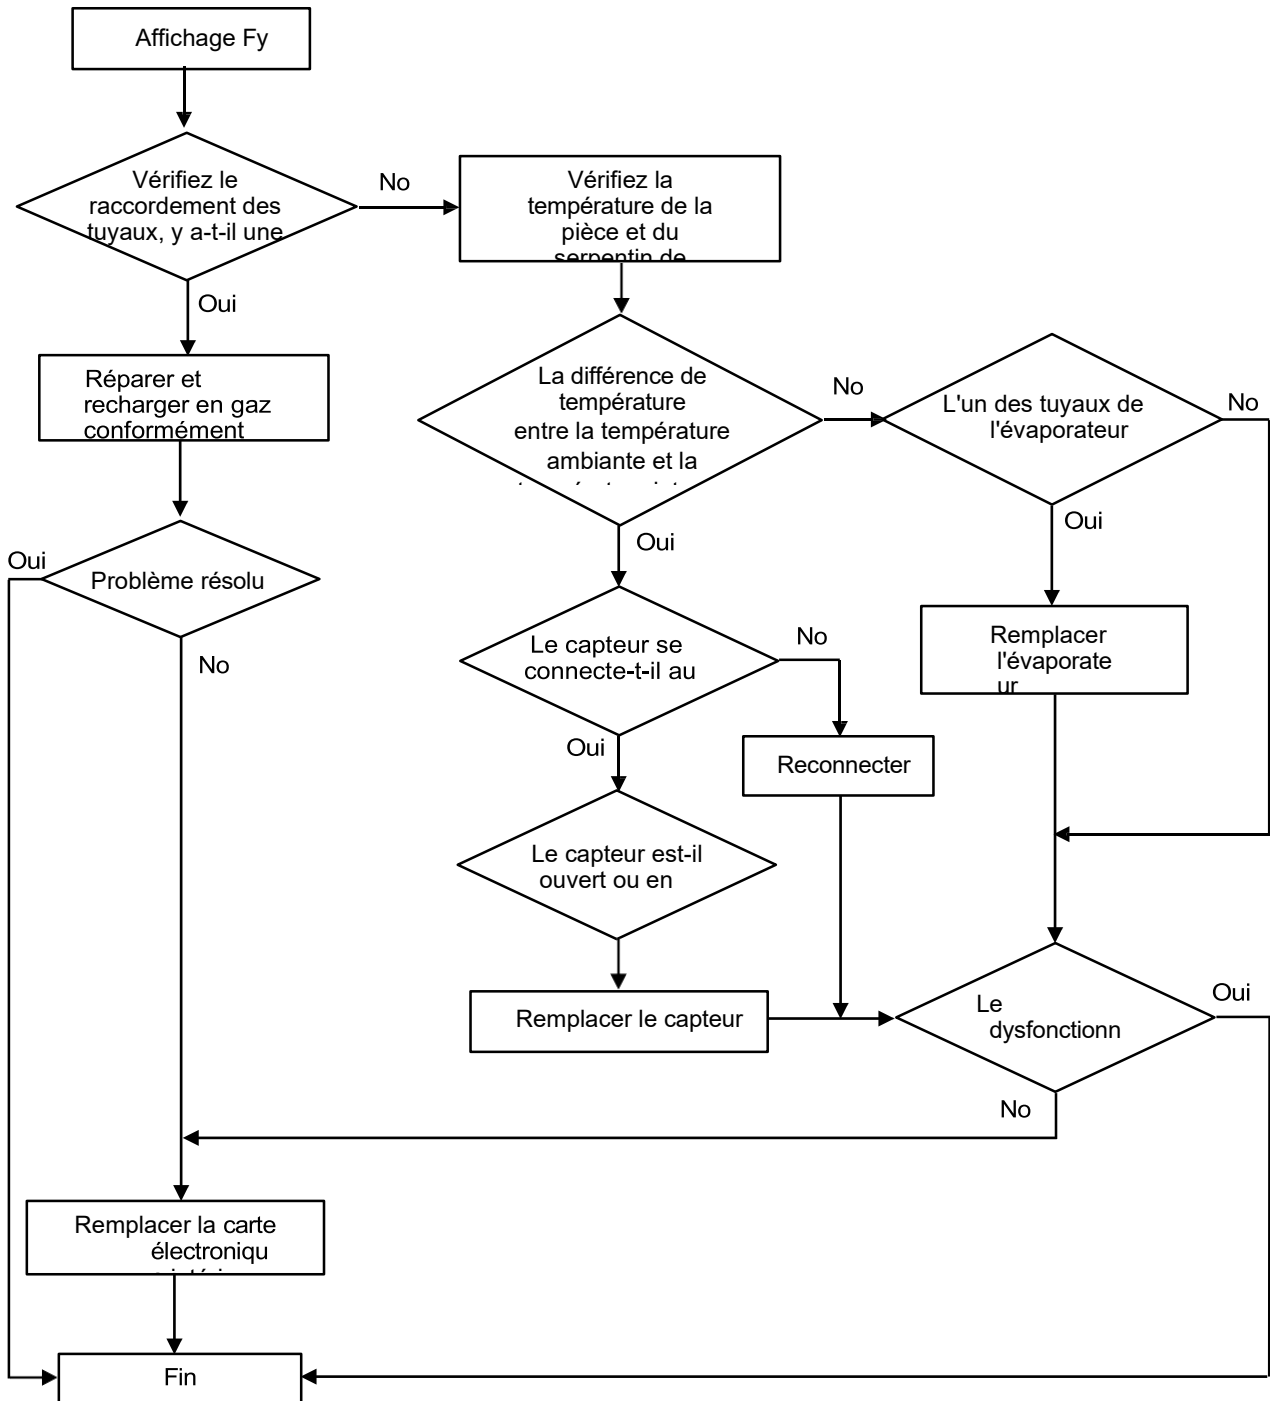 Affichage Fy
Vérifiez le
raccordement des
tuyaux, y a-t-il une
No
Vérifiez la
température de la
pièce et du
serpentin de
Oui
Réparer et
recharger en gaz
conformément
La différence de
température
entre la température
ambiante et la
No
L'un des tuyaux de
l'évaporateur
No
Oui
Oui
Oui
Problème résolu
No
Le capteur se
connecte-t-il au
No
Remplacer
l'évaporate
ur
Oui
Reconnecter
Le capteur est-il
ouvert ou en
Remplacer le capteur
Le
dysfonctionn
Oui
No
Remplacer la carte
électroniqu
Fin